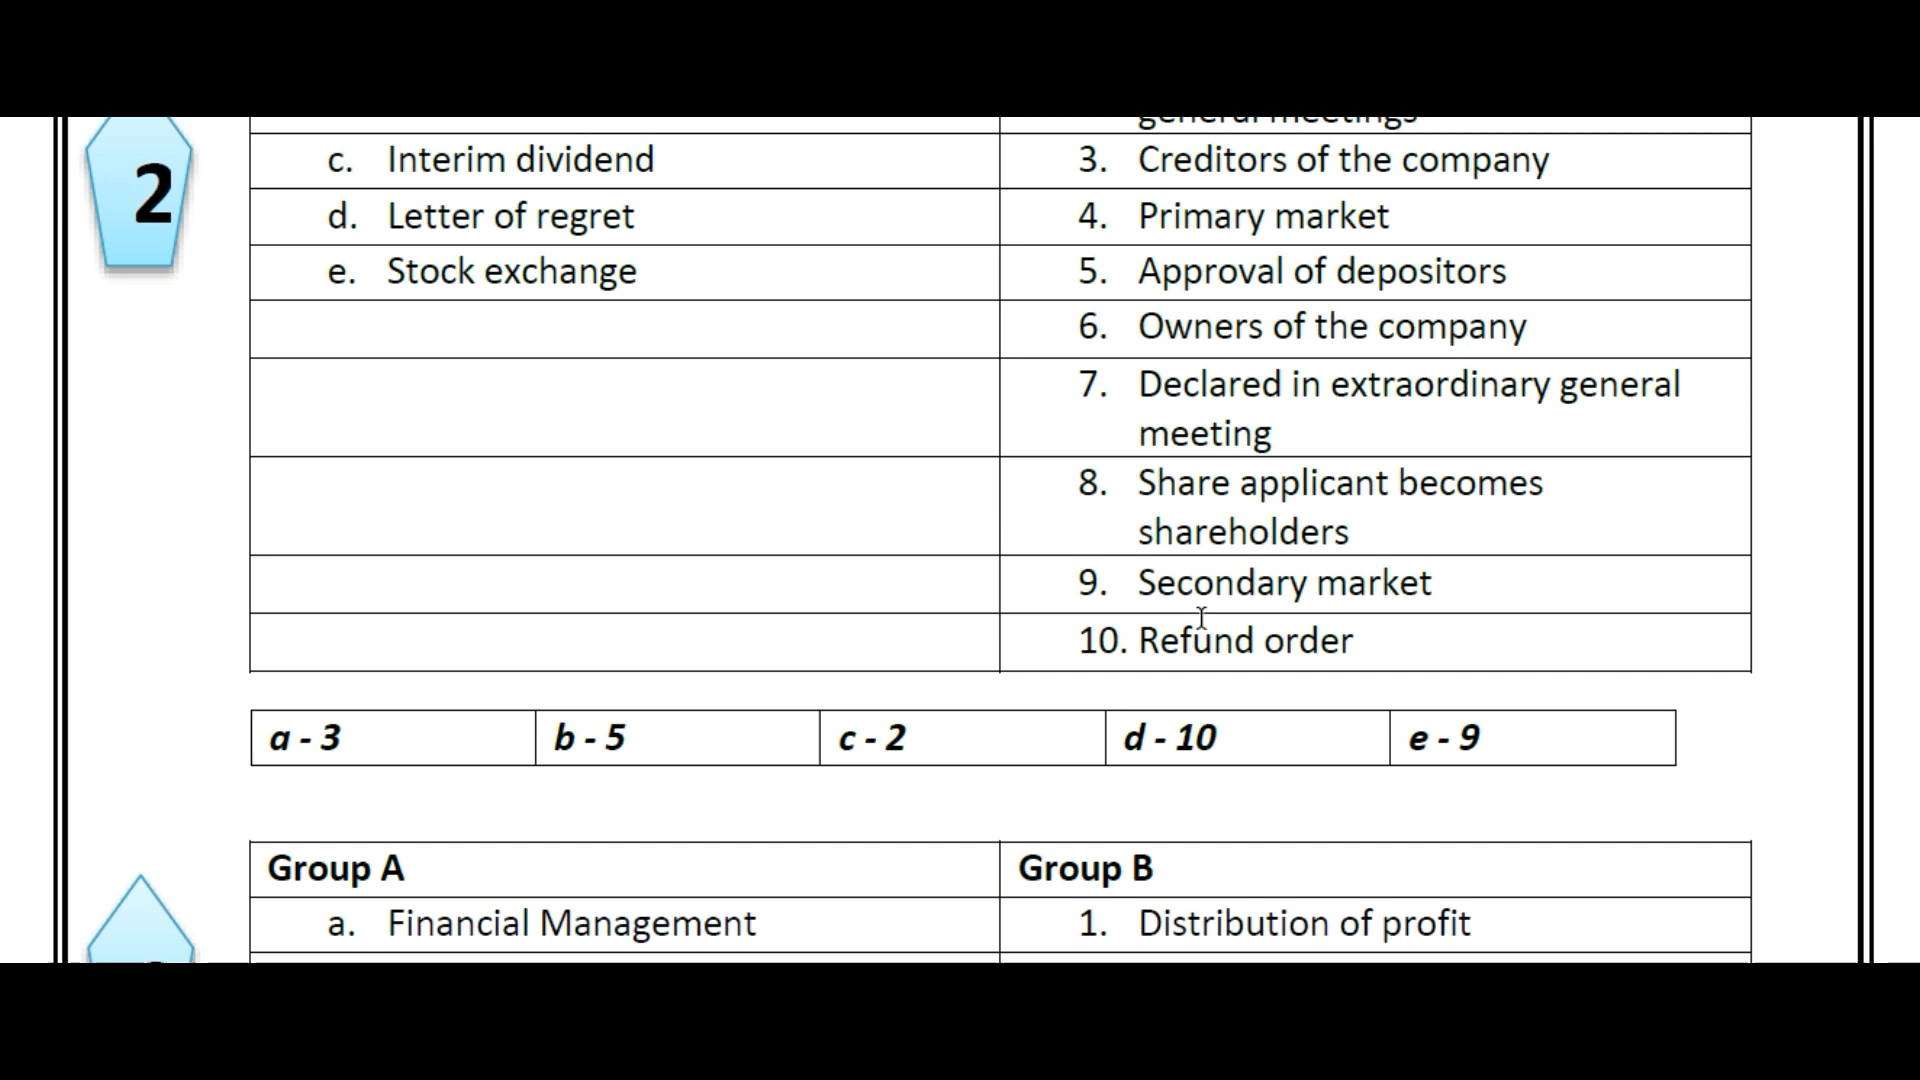 general meetings
2
c. Interim dividend
3. Creditors of the company
d. Letter of regret
4. Primary market
e. Stock exchange
5. Approval of depositors
6. Owners of the company
7. Declared in extraordinary general
meeting
8. Share applicant becomes
shareholders
9. Secondary market
10. Refund order
a - 3
b - 5
c - 2
d - 10
e - 9
Group A
Group B
a. Financial Management
1. Distribution of profit